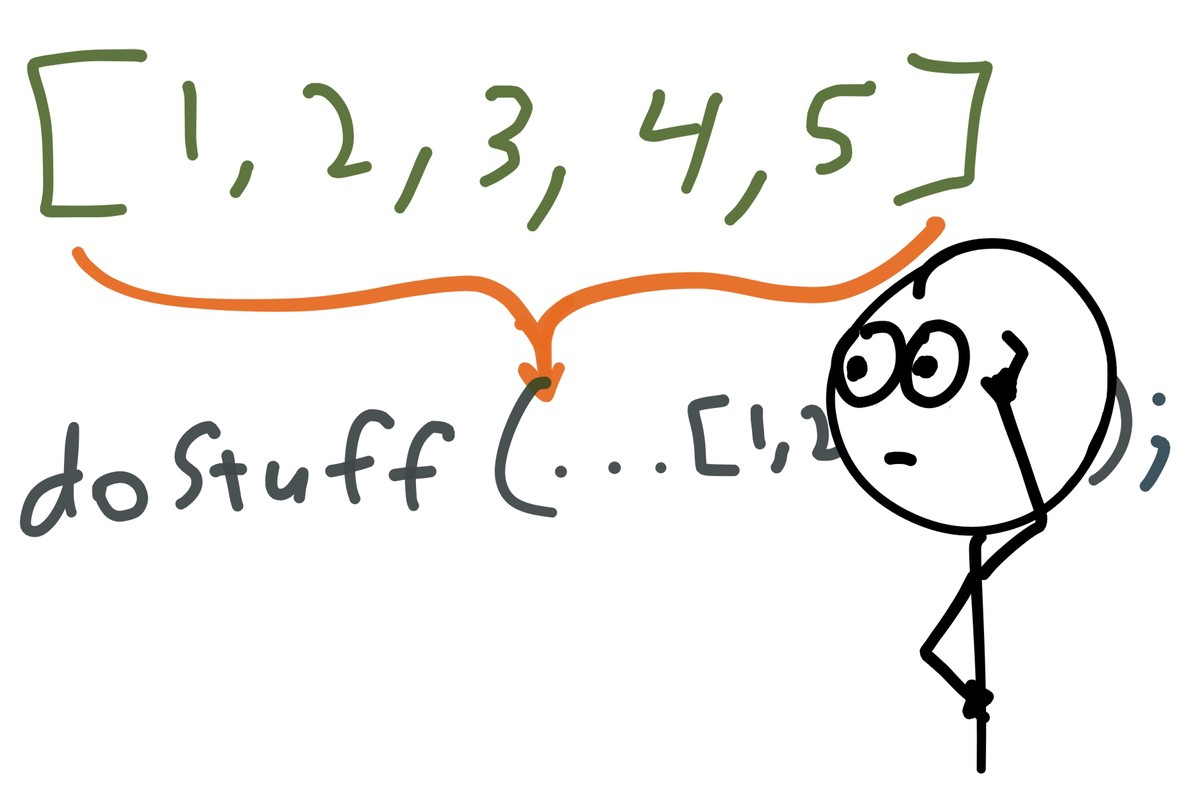 [1, 2, 3, 4, 5]
doStuff(...[1,2 );